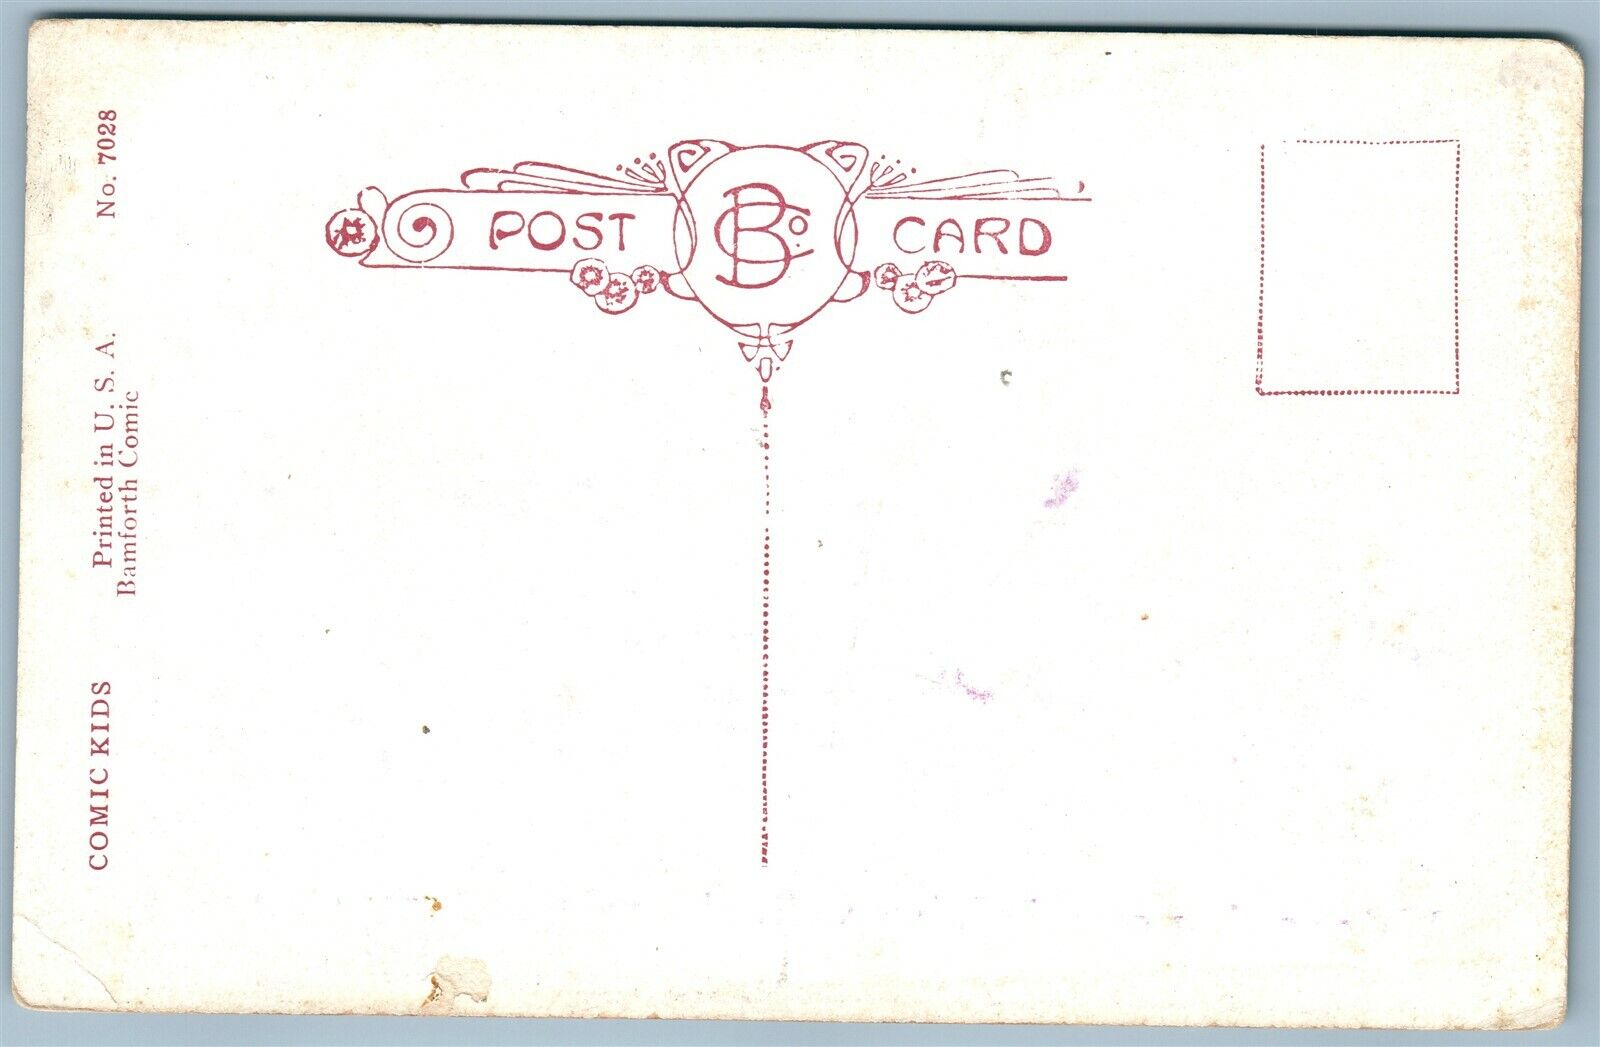 POST BCo. CARD
COMIC KIDS
Printed in U. S. A.
Bamforth Comic
No. 7028